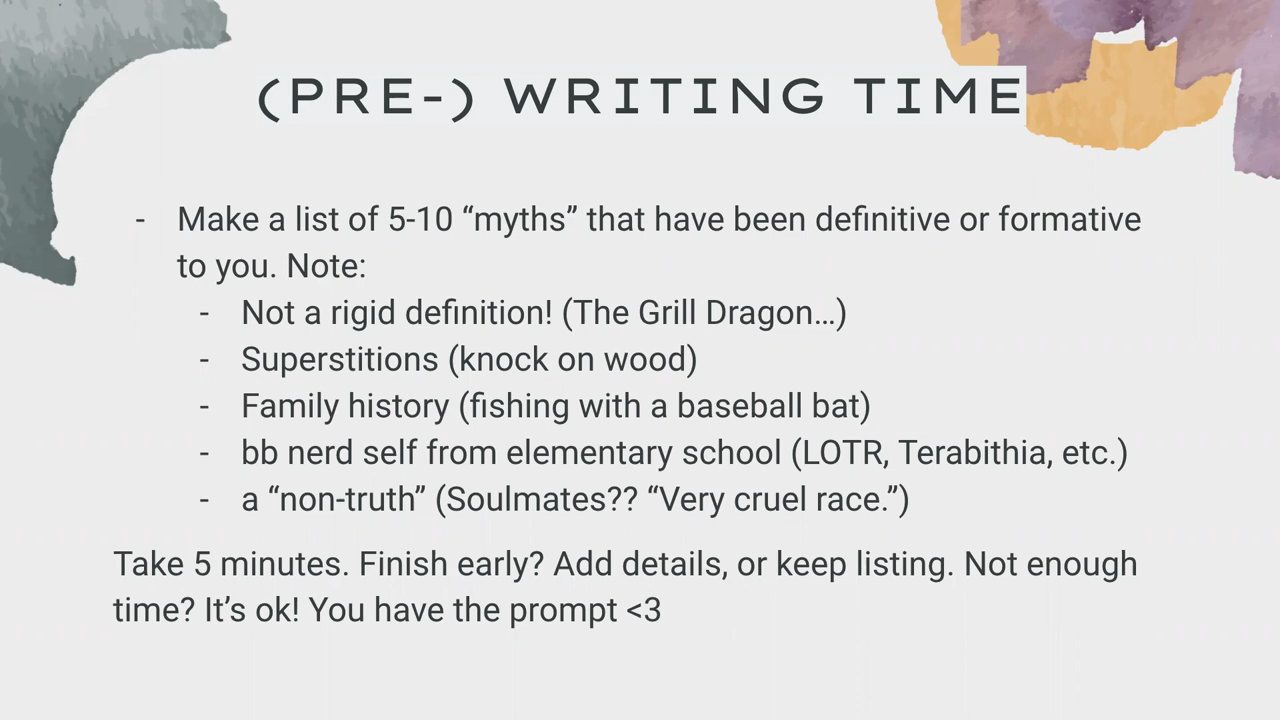 (PRE-) WRITING TIME
- Make a list of 5-10 “myths” that have been definitive or formative
to you. Note:
- Not a rigid definition! (The Grill Dragon...)
- Superstitions (knock on wood)
- Family history (fishing with a baseball bat)
- bb nerd self from elementary school (LOTR, Terabithia, etc.)
- a “non-truth” (Soulmates?? “Very cruel race.”)
Take 5 minutes. Finish early? Add details, or keep listing. Not enough
time? It’s ok! You have the prompt <3